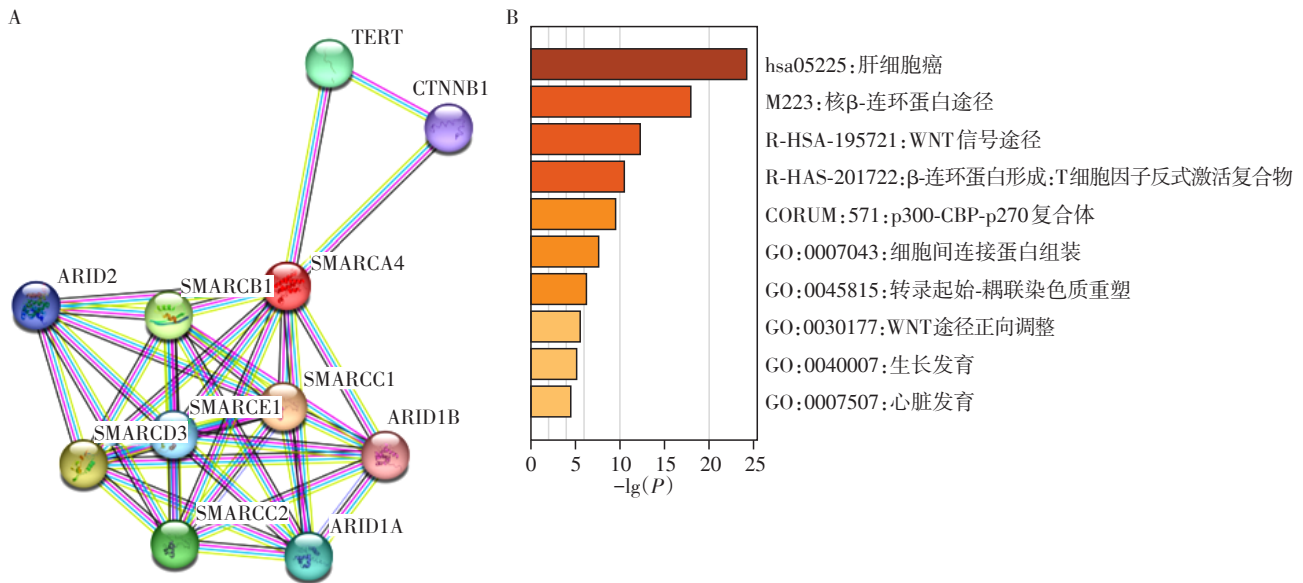 A
TERT
CTNNB1
SMARCA4
ARID2
SMARCB1
SMARCC1
SMARCE1
ARID1B
SMARCD3
SMARCC2
ARID1A
B
hsa05225:肝细胞癌
M223:核β-连环蛋白途径
R-HSA-195721:WNT信号途径
R-HAS-201722:β-连环蛋白形成:T细胞因子反式激活复合物
CORUM:571:p300-CBP-p270复合体
GO:0007043:细胞间连接蛋白组装
GO:0045815:转录起始-耦联染色质重塑
GO:0030177:WNT途径正向调整
GO:0040007:生长发育
GO:0007507:心脏发育
0 5 10 15 20 25
-lg(P)